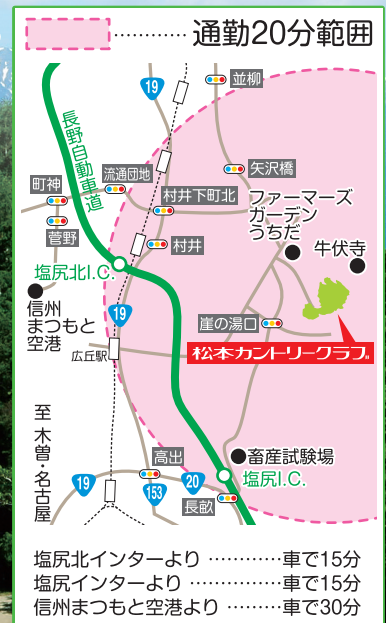 …………通勤20分範囲
19
並柳
長野自動車道
矢沢橋
流通団地
町神
村井下町北
ファーマーズ
ガーデン
うちだ
菅野
村井
牛伏寺
塩尻北I.C.
信州
まつもと
空港
19
崖の湯口
広丘駅
松本カントリークラブ
至 木曽・名古屋
畜産試験場
高出
塩尻I.C.
19
153
20
長畝
塩尻北インターより…………車で15分
塩尻インターより……………車で15分
信州まつもと空港より………車で30分